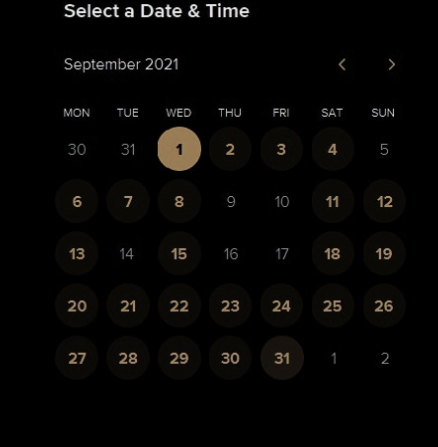 Select a Date & Time
September 2021
MON TUE WED THU FRI SAT SUN
30 31 1 2 3 4 5
6 7 8 9 10 11 12
13 14 15 16 17 18 19
20 21 22 23 24 25 26
27 28 29 30 31 1 2